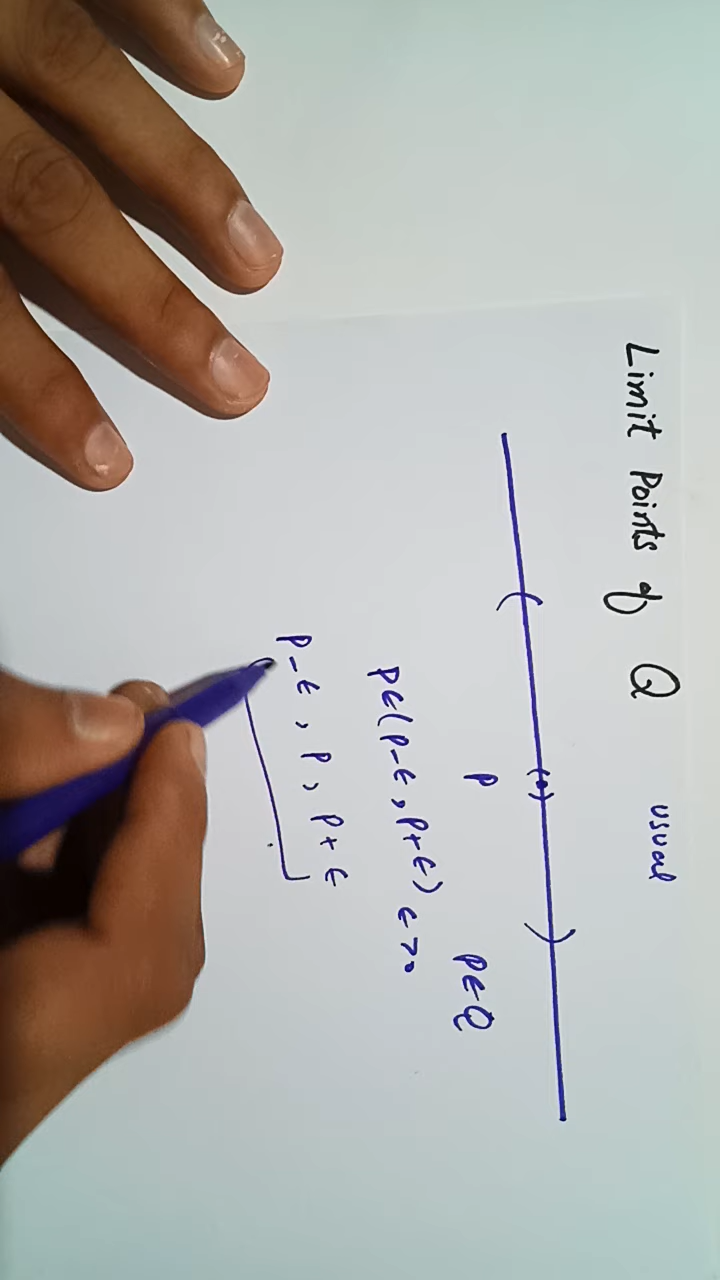 Limit Points of Q usual
P P∈Q
P∈(P-∈, P+∈) ∈>0
P-∈, P, P+∈